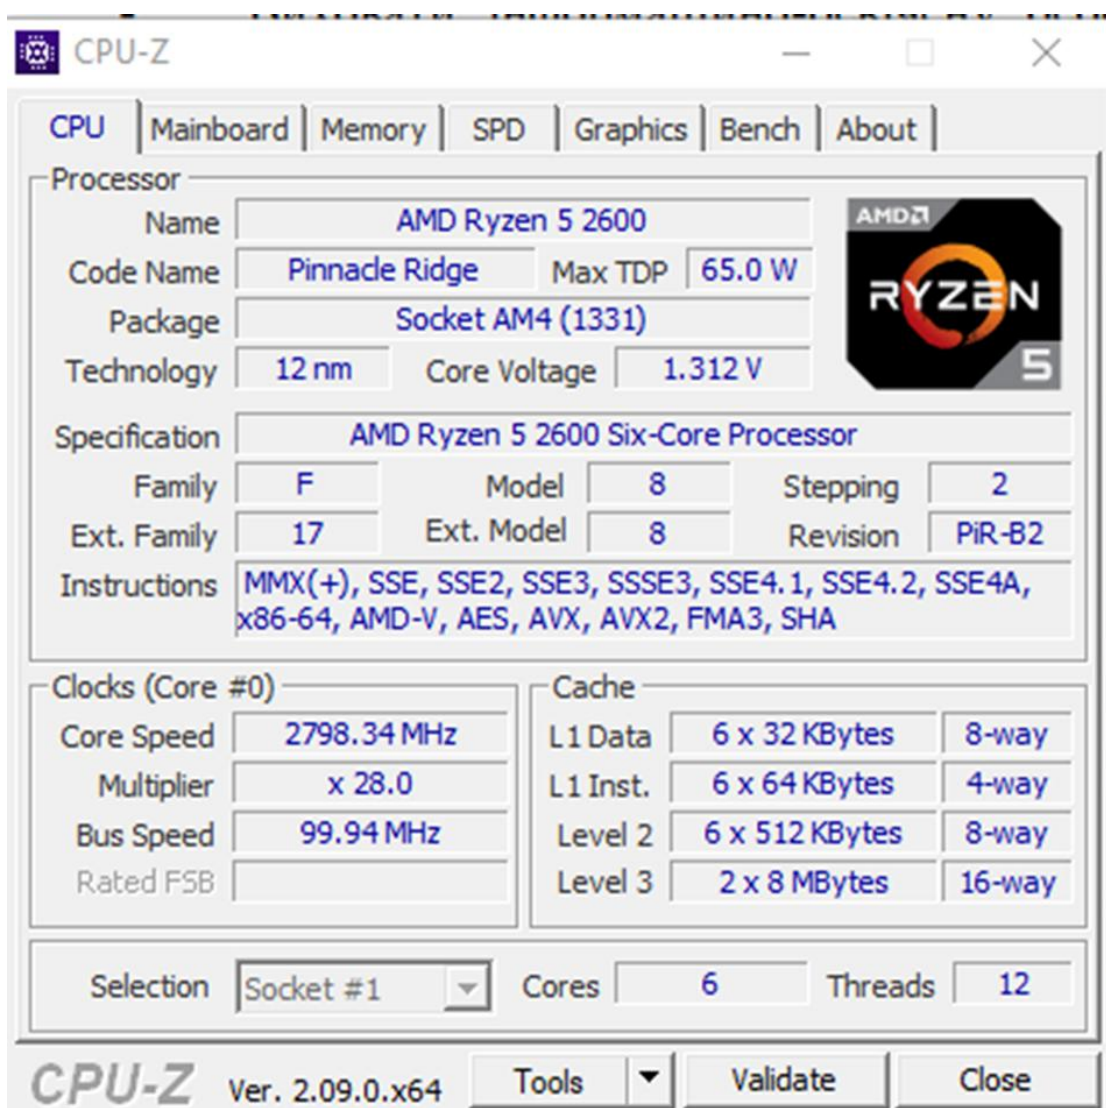 CPU-Z
CPU Mainboard Memory SPD Graphics Bench About
Processor
Name AMD Ryzen 5 2600
Code Name Pinnacle Ridge Max TDP 65.0 W
Package Socket AM4 (1331)
Technology 12 nm Core Voltage 1.312 V
AMD
RYZEN
5
Specification AMD Ryzen 5 2600 Six-Core Processor
Family F Model 8 Stepping 2
Ext. Family 17 Ext. Model 8 Revision PiR-B2
Instructions MMX(+), SSE, SSE2, SSE3, SSSE3, SSE4.1, SSE4.2, SSE4A,
x86-64, AMD-V, AES, AVX, AVX2, FMA3, SHA
Clocks (Core #0)
Core Speed 2798.34 MHz
Multiplier x 28.0
Bus Speed 99.94 MHz
Rated FSB
Cache
L1 Data 6 x 32 KBytes 8-way
L1 Inst. 6 x 64 KBytes 4-way
Level 2 6 x 512 KBytes 8-way
Level 3 2 x 8 MBytes 16-way
Selection Socket #1 Cores 6 Threads 12
CPU-Z Ver. 2.09.0.x64 Tools Validate Close